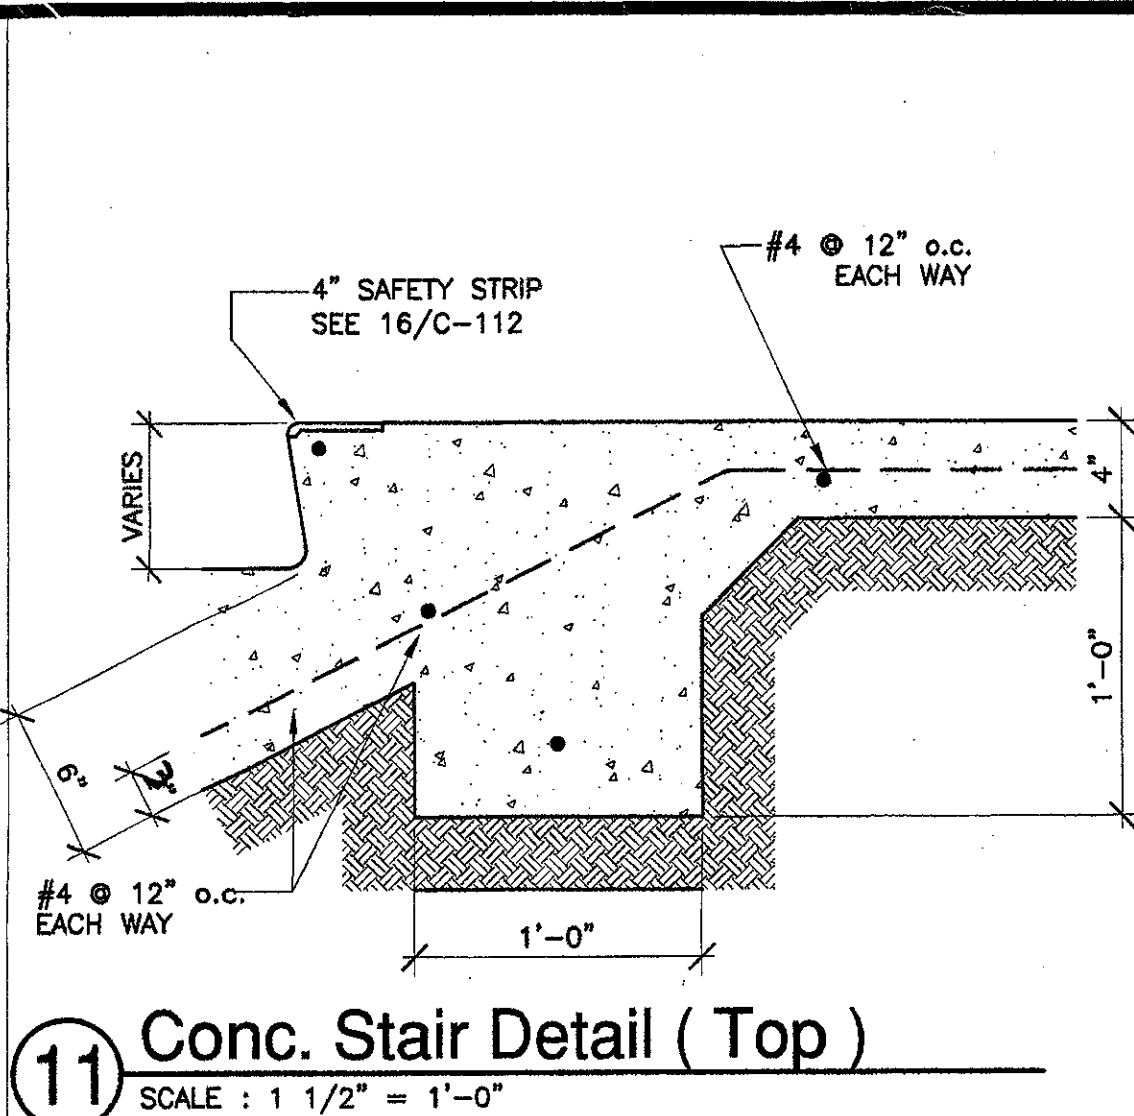 #4 @ 12" o.c.
EACH WAY
4" SAFETY STRIP
SEE 16/C-112
VARIES
4"
1'-0"
6"
3"
#4 @ 12" o.c.
EACH WAY
1'-0"
11
Conc. Stair Detail ( Top )
SCALE : 1 1/2" = 1'-0"